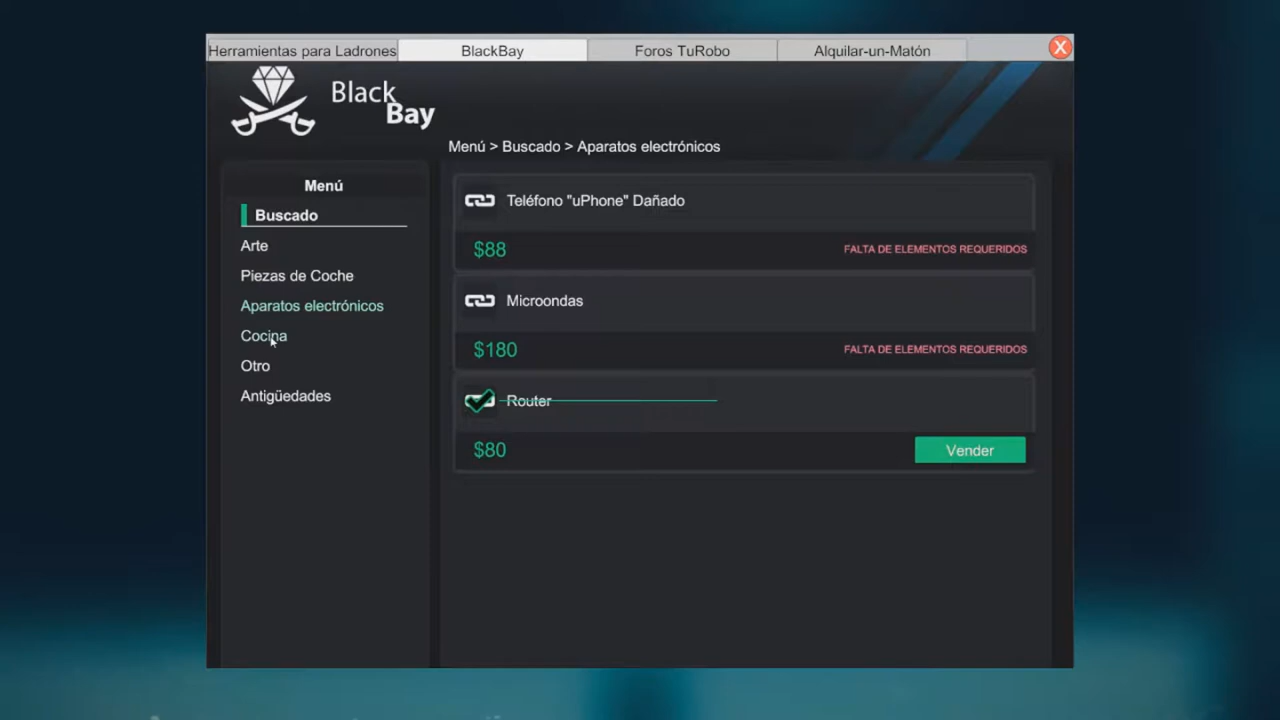 Herramientas para Ladrones
BlackBay
Foros TuRobo
Alquilar-un-Matón
X
Black
Bay
Menú > Buscado > Aparatos electrónicos
Menú
Buscado
Arte
Piezas de Coche
Aparatos electrónicos
Cocina
Otro
Antigüedades
Teléfono "uPhone" Dañado
$88
FALTA DE ELEMENTOS REQUERIDOS
Microondas
$180
FALTA DE ELEMENTOS REQUERIDOS
Router
$80
Vender